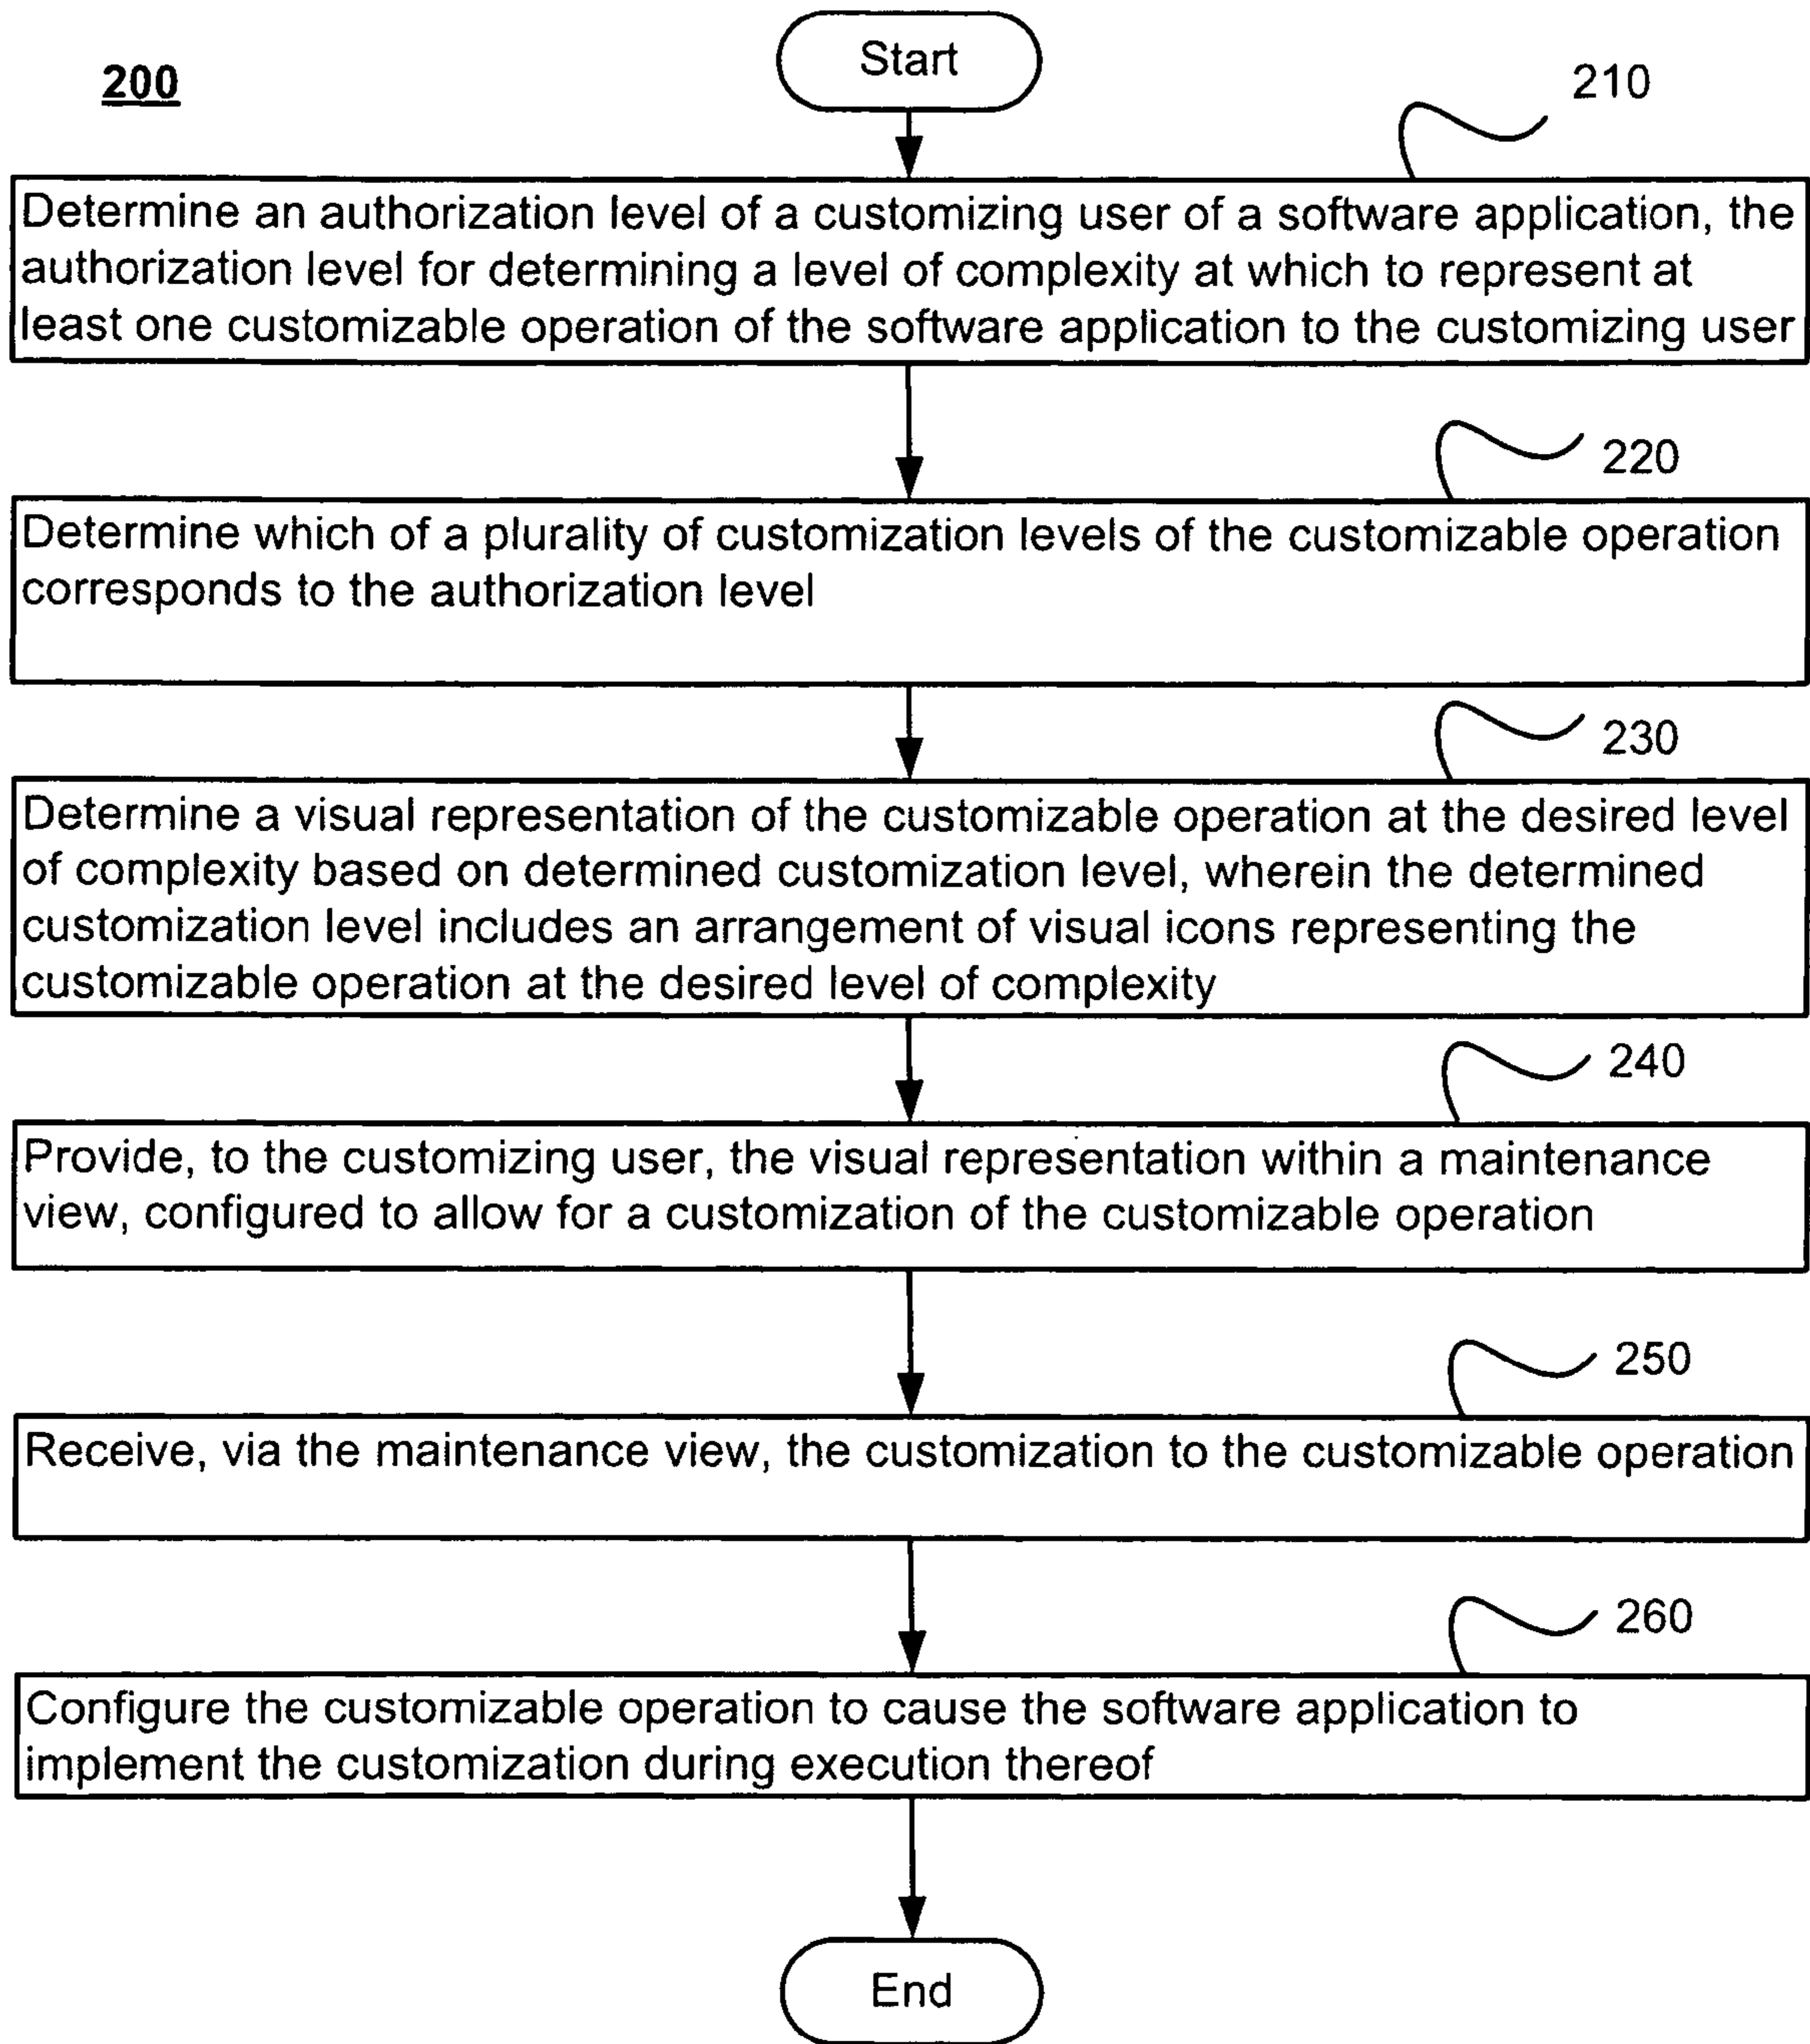 Start
200
210
Determine an authorization level of a customizing user of a software application, the
authorization level for determining a level of complexity at which to represent at
least one customizable operation of the software application to the customizing user
220
Determine which of a plurality of customization levels of the customizable operation
corresponds to the authorization level
230
Determine a visual representation of the customizable operation at the desired level
of complexity based on determined customization level, wherein the determined
customization level includes an arrangement of visual icons representing the
customizable operation at the desired level of complexity
240
Provide, to the customizing user, the visual representation within a maintenance
view, configured to allow for a customization of the customizable operation
250
Receive, via the maintenance view, the customization to the customizable operation
260
Configure the customizable operation to cause the software application to
implement the customization during execution thereof
End